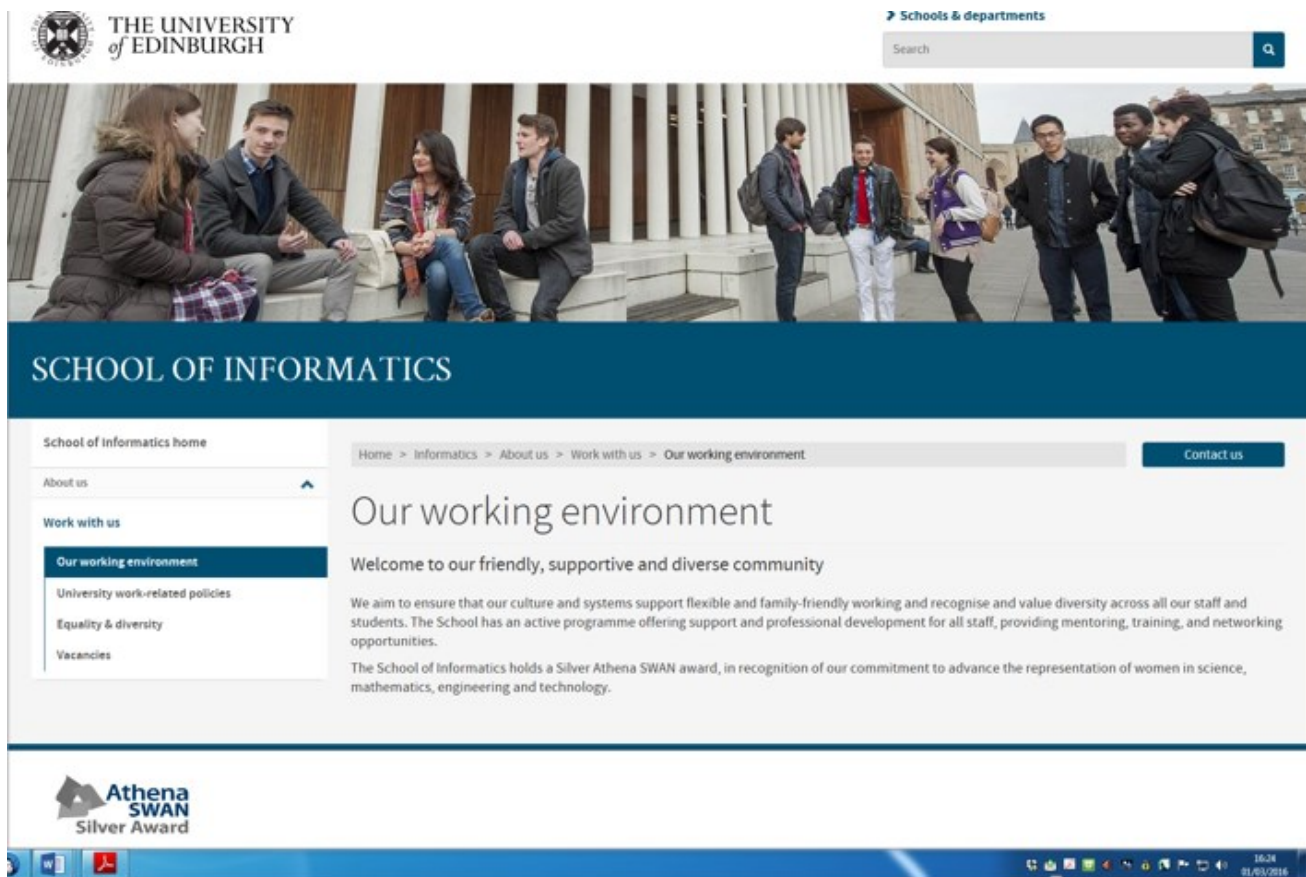 THE UNIVERSITY
of EDINBURGH
Schools & departments
Search
SCHOOL OF INFORMATICS
School of Informatics home
About us
Work with us
Our working environment
University work-related policies
Equality & diversity
Vacancies
Home > Informatics > About us > Work with us > Our working environment
Contact us
Our working environment
Welcome to our friendly, supportive and diverse community
We aim to ensure that our culture and systems support flexible and family-friendly working and recognise and value diversity across all our staff and
students. The School has an active programme offering support and professional development for all staff, providing mentoring, training, and networking
opportunities.
The School of Informatics holds a Silver Athena SWAN award, in recognition of our commitment to advance the representation of women in science,
mathematics, engineering and technology.
Athena
SWAN
Silver Award
16:24
01/03/2016